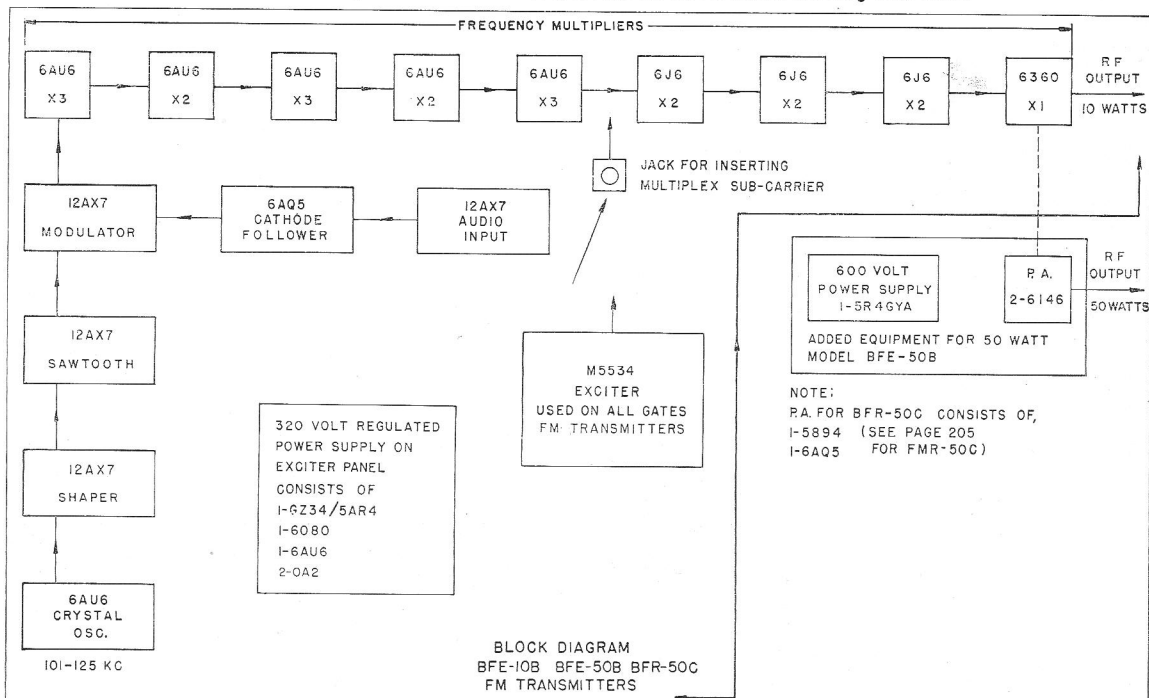 FREQUENCY MULTIPLIERS
6AU6
X3
6AU6
X2
6AU6
X3
6AU6
X2
6AU6
X3
6J6
X2
6J6
X2
6J6
X2
6360
X1
RF
OUTPUT
10 WATTS
JACK FOR INSERTING
MULTIPLEX SUB-CARRIER
12AX7
MODULATOR
6AQ5
CATHODE
FOLLOWER
12AX7
AUDIO
INPUT
600 VOLT
POWER SUPPLY
1-5R4GYA
P.A.
2-6146
RF
OUTPUT
50WATTS
ADDED EQUIPMENT FOR 50 WATT
MODEL BFE-50B
12AX7
SAWTOOTH
M5534
EXCITER
USED ON ALL GATES
FM TRANSMITTERS
NOTE:
P.A. FOR BFR-50C CONSISTS OF,
1-5894 (SEE PAGE 205
1-6AQ5 FOR FMR-50C)
320 VOLT REGULATED
POWER SUPPLY ON
EXCITER PANEL
CONSISTS OF
1-GZ34/5AR4
1-6080
1-6AU6
2-0A2
12AX7
SHAPER
6AU6
CRYSTAL
OSC.
101-125 KC
BLOCK DIAGRAM
BFE-10B BFE-50B BFR-50C
FM TRANSMITTERS